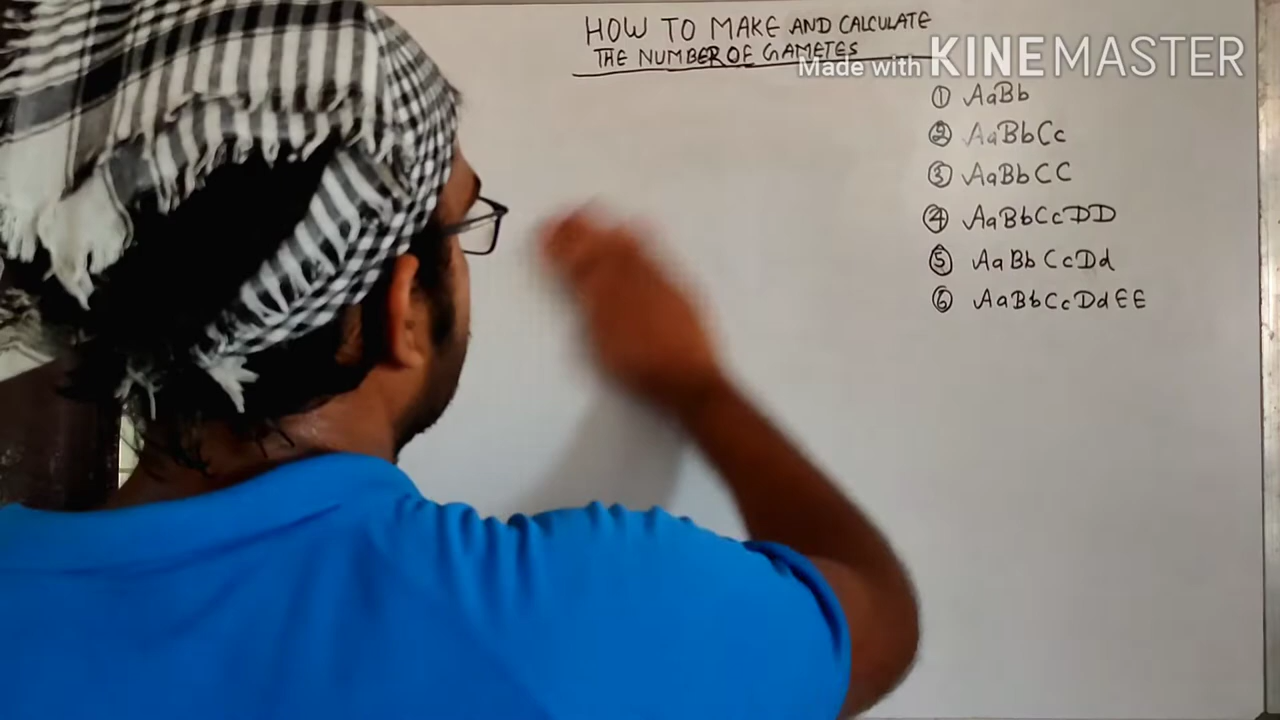 HOW TO MAKE AND CALCULATE
THE NUMBER OF GAMETES
Made with KINEMASTER
① AaBb
② AaBbCc
③ AaBbCC
④ AaBbCcDD
⑤ AaBbCcDd
⑥ AaBbCcDdEE